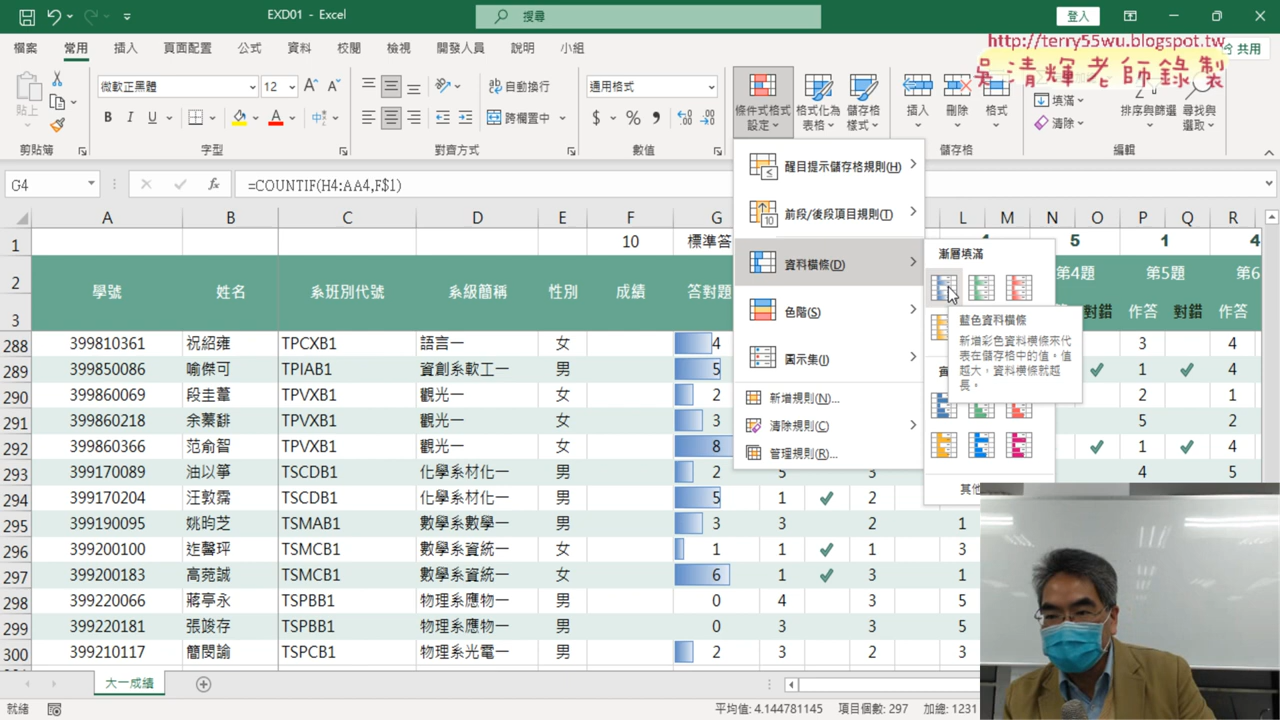 EXD01 - Excel
搜尋
登入
http://terry55wu.blogspot.tw
吳清輝老師錄製
檔案 常用 插入 頁面配置 公式 資料 校閱 檢視 開發人員 說明 小組 共用
微軟正黑體 12 自動換行 通用格式
貼上 B I U 跨欄置中 $ % 條件式格式設定 格式化為表格 儲存格樣式 插入 刪除 格式 填滿 清除 排序與篩選 尋找與選取
剪貼簿 字型 對齊方式 數值 儲存格 編輯
G4 fx =COUNTIF(H4:AA4,F$1)
A B C D E F G L M N O P Q R
1 10 標準答 5 1 4
2 3 學號 姓名 系班別代號 系級簡稱 性別 成績 答對題 第4題 第5題 第6
對錯 作答 對錯 作答
288 399810361 祝紹雍 TPCXB1 語言一 女 4 3 4
289 399850086 喻傑可 TPIAB1 資創系軟工一 男 5 1 4
290 399860069 段圭葦 TPVXB1 觀光一 女 2 2 1
291 399860218 余蓁馡 TPVXB1 觀光一 女 3 5 2
292 399860366 范俞智 TPVXB1 觀光一 女 8 1 4
293 399170089 油以箏 TSCDB1 化學系材化一 男 2 5 3 4 5
294 399170204 汪敦霈 TSCDB1 化學系材化一 男 5 1 2
295 399190095 姚昀芝 TSMAB1 數學系數學一 男 3 3 2 1
296 399200100 迮馨玶 TSMCB1 數學系資統一 女 1 1 1 3
297 399200183 高菀誠 TSMCB1 數學系資統一 女 6 1 3 1
298 399220066 蔣亭永 TSPBB1 物理系應物一 男 0 4 3 5
299 399220181 張竣存 TSPBB1 物理系應物一 男 0 3 3 5
300 399210117 簡閔諭 TSPCB1 物理系光電一 男 2 3 2 3
醒目提示儲存格規則(H)
前段/後段項目規則(T)
資料橫條(D)
色階(S)
圖示集(I)
新增規則(N)...
清除規則(C)
管理規則(R)...
漸層填滿
藍色資料橫條
新增彩色資料橫條來代
表在儲存格中的值。值
越大，資料橫條就越
長。
其他
大一成績
就緒 平均值: 4.144781145 項目個數: 297 加總: 1231